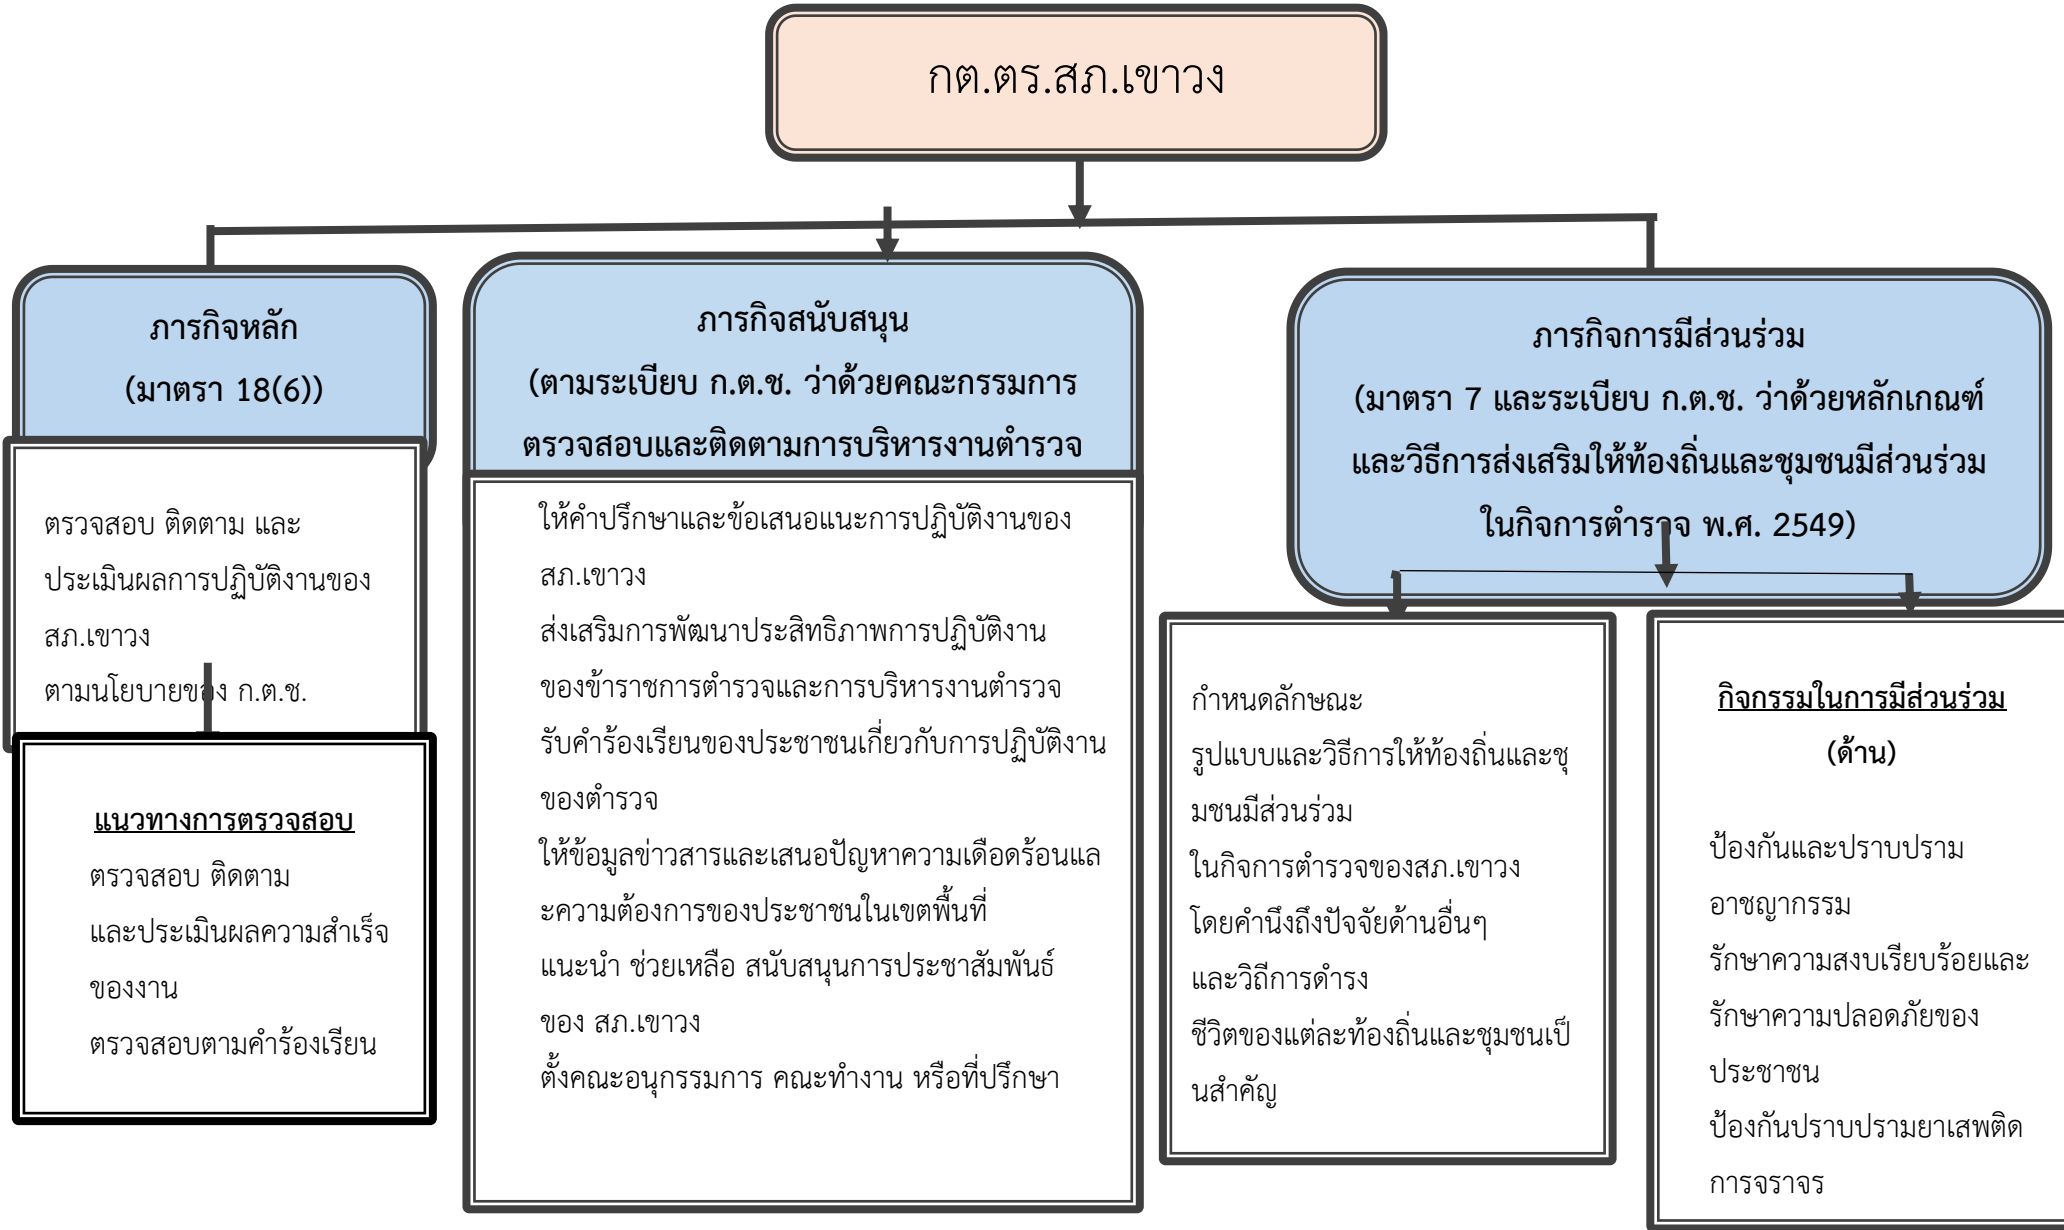 กต.ตร.สภ.เขาวง
ภารกิจหลัก
(มาตรา 18(6))
ตรวจสอบ ติดตาม และ
ประเมินผลการปฏิบัติงานของ
สภ.เขาวง
ตามนโยบายของ ก.ต.ช.
แนวทางการตรวจสอบ
ตรวจสอบ ติดตาม
และประเมินผลความสำเร็จ
ของงาน
ตรวจสอบตามคำร้องเรียน
ภารกิจสนับสนุน
(ตามระเบียบ ก.ต.ช. ว่าด้วยคณะกรรมการ
ตรวจสอบและติดตามการบริหารงานตำรวจ
ให้คำปรึกษาและข้อเสนอแนะการปฏิบัติงานของ
สภ.เขาวง
ส่งเสริมการพัฒนาประสิทธิภาพการปฏิบัติงาน
ของข้าราชการตำรวจและการบริหารงานตำรวจ
รับคำร้องเรียนของประชาชนเกี่ยวกับการปฏิบัติงาน
ของตำรวจ
ให้ข้อมูลข่าวสารและเสนอปัญหาความเดือดร้อนแล
ะความต้องการของประชาชนในเขตพื้นที่
แนะนำ ช่วยเหลือ สนับสนุนการประชาสัมพันธ์
ของ สภ.เขาวง
ตั้งคณะอนุกรรมการ คณะทำงาน หรือที่ปรึกษา
ภารกิจการมีส่วนร่วม
(มาตรา 7 และระเบียบ ก.ต.ช. ว่าด้วยหลักเกณฑ์
และวิธีการส่งเสริมให้ท้องถิ่นและชุมชนมีส่วนร่วม
ในกิจการตำรวจ พ.ศ. 2549)
กำหนดลักษณะ
รูปแบบและวิธีการให้ท้องถิ่นและชุ
มชนมีส่วนร่วม
ในกิจการตำรวจของสภ.เขาวง
โดยคำนึงถึงปัจจัยด้านอื่นๆ
และวิถีการดำรง
ชีวิตของแต่ละท้องถิ่นและชุมชนเป็
นสำคัญ
กิจกรรมในการมีส่วนร่วม
(ด้าน)
ป้องกันและปราบปราม
อาชญากรรม
รักษาความสงบเรียบร้อยและ
รักษาความปลอดภัยของ
ประชาชน
ป้องกันปราบปรามยาเสพติด
การจราจร